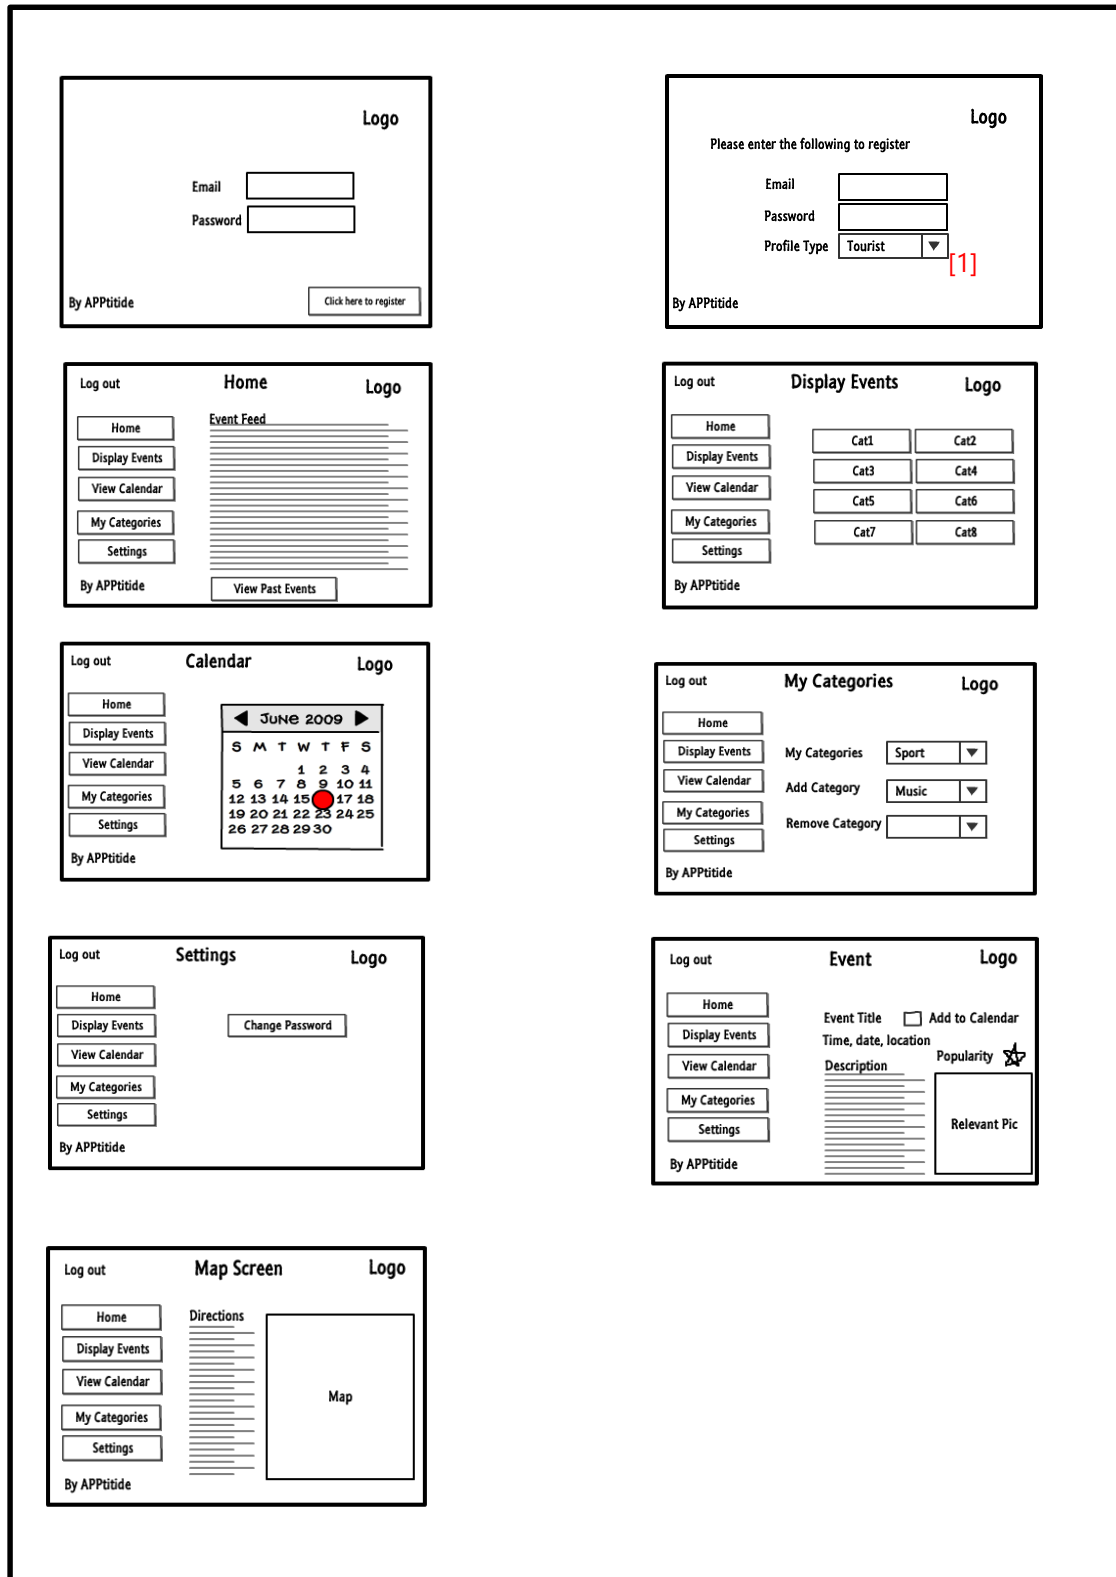 Logo
Email
Password
By APPtitide
Click here to register
Logo
Please enter the following to register
Email
Password
Profile Type Tourist
[1]
By APPtitide
Log out Home Logo
Home
Display Events
View Calendar
My Categories
Settings
By APPtitide
Event Feed
View Past Events
Log out Display Events Logo
Home
Display Events
View Calendar
My Categories
Settings
By APPtitide
Cat1 Cat2
Cat3 Cat4
Cat5 Cat6
Cat7 Cat8
Log out Calendar Logo
Home
Display Events
View Calendar
My Categories
Settings
By APPtitide
JUNE 2009
S M T W T F S
1 2 3 4
5 6 7 8 9 10 11
12 13 14 15 17 18
19 20 21 22 23 24 25
26 27 28 29 30
Log out My Categories Logo
Home
Display Events
View Calendar
My Categories
Settings
By APPtitide
My Categories Sport
Add Category Music
Remove Category
Log out Settings Logo
Home
Display Events
View Calendar
My Categories
Settings
By APPtitide
Change Password
Log out Event Logo
Home
Display Events
View Calendar
My Categories
Settings
By APPtitide
Event Title Add to Calendar
Time, date, location
Popularity
Description
Relevant Pic
Log out Map Screen Logo
Home
Display Events
View Calendar
My Categories
Settings
By APPtitide
Directions
Map